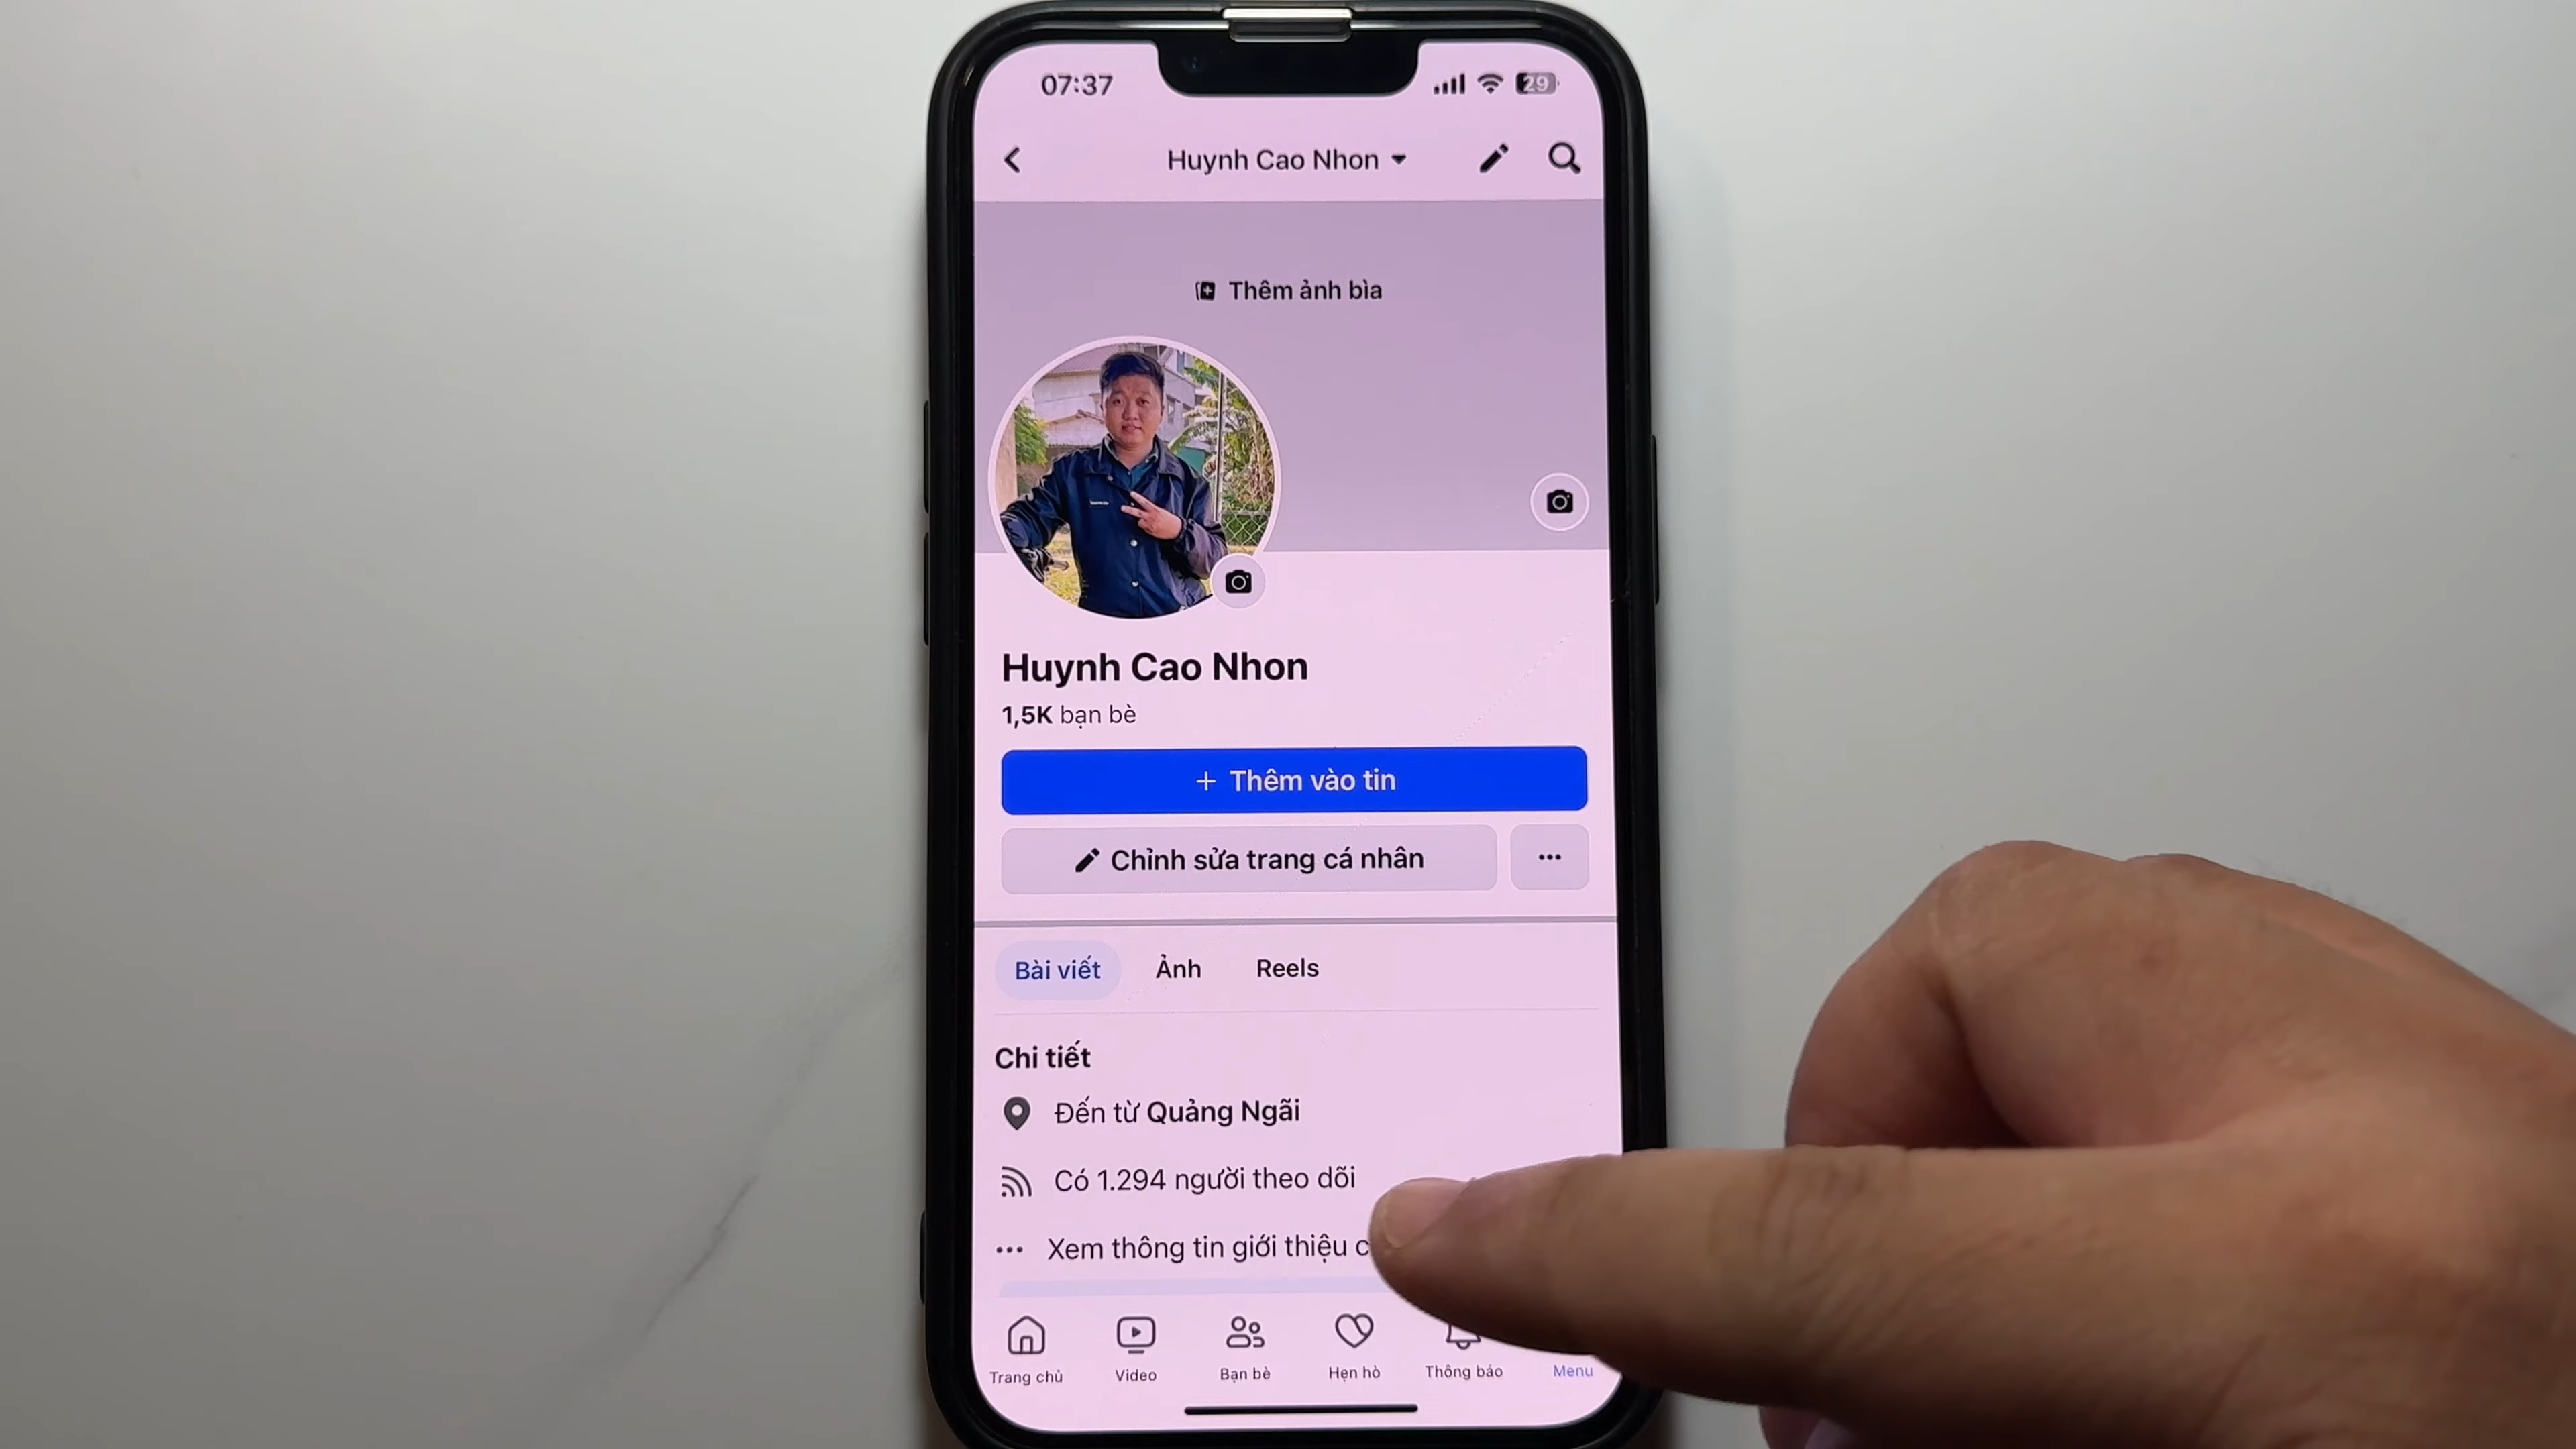 07:37
29
Huynh Cao Nhon
Thêm ảnh bìa
Huynh Cao Nhon
1,5K bạn bè
+ Thêm vào tin
Chỉnh sửa trang cá nhân
Bài viết Ảnh Reels
Chi tiết
Đến từ Quảng Ngãi
Có 1.294 người theo dõi
Xem thông tin giới thiệu c
Trang chủ Video Bạn bè Hẹn hò Thông báo Menu